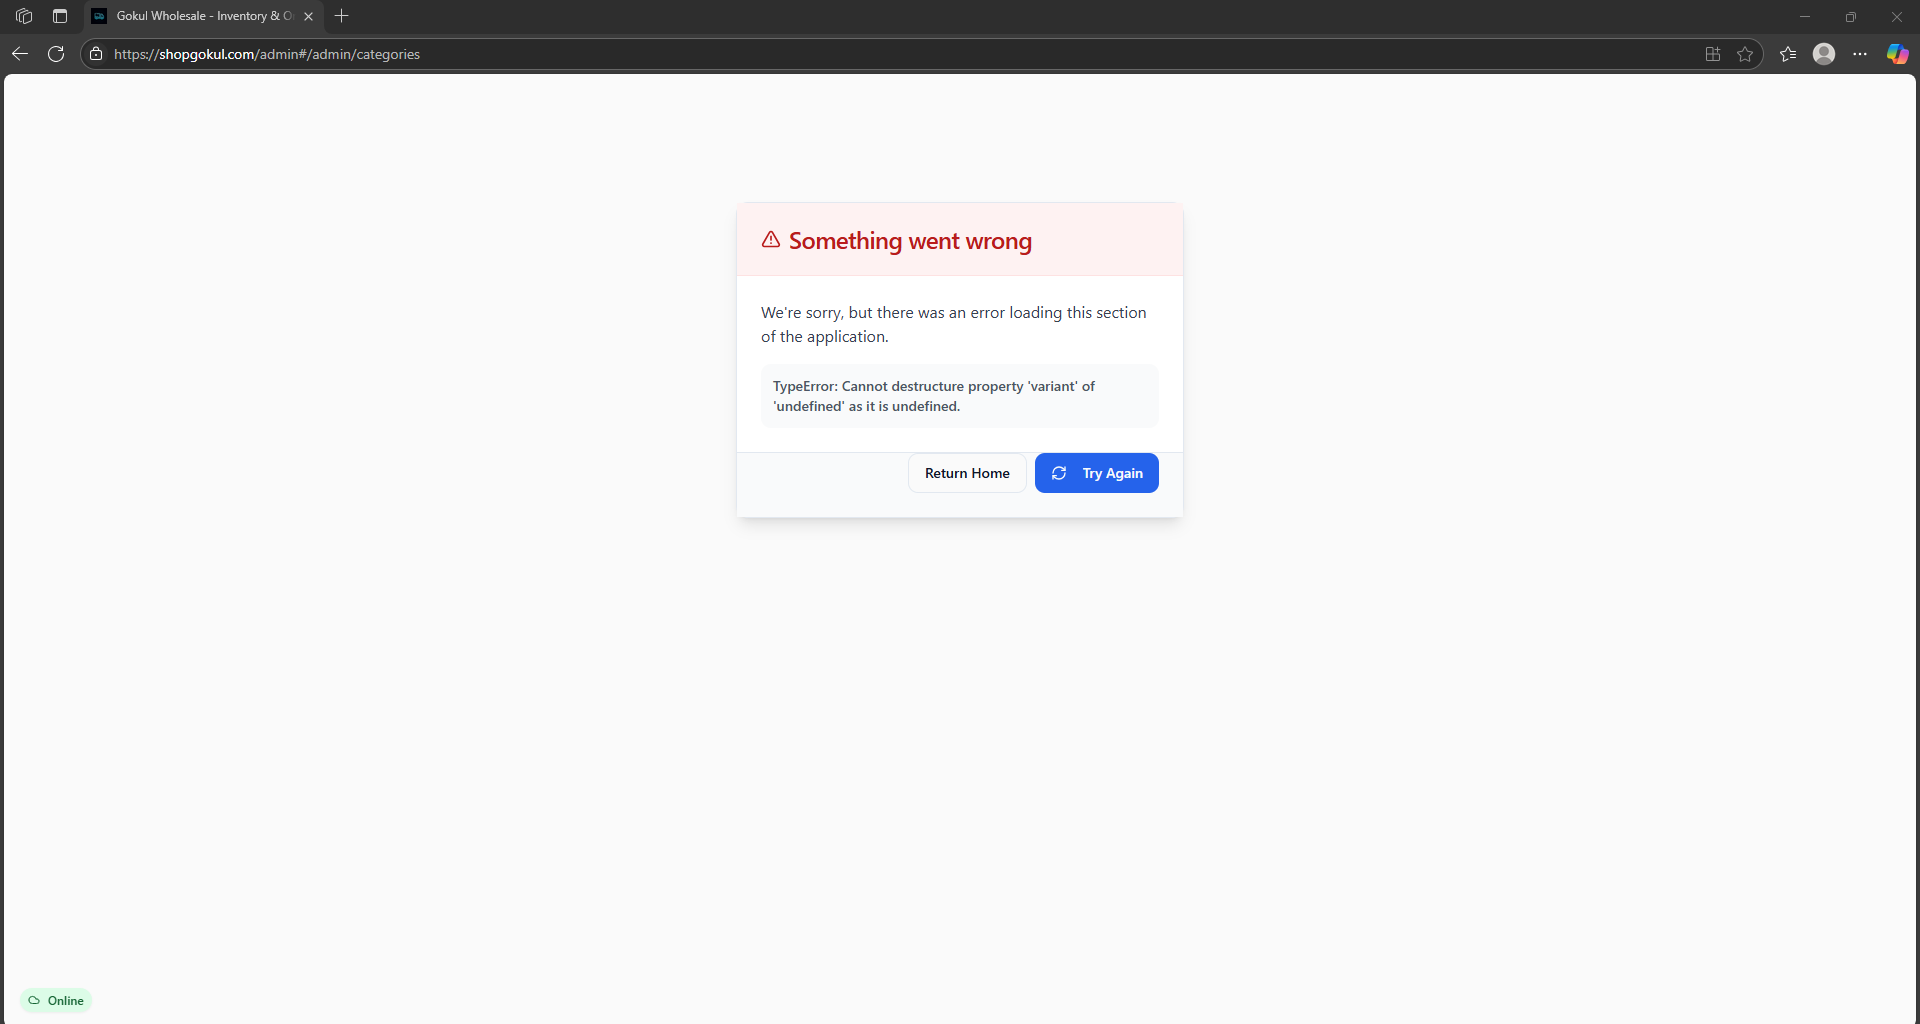 Gokul Wholesale - Inventory & O
https://shopgokul.com/admin#/admin/categories
Something went wrong
We're sorry, but there was an error loading this section
of the application.
TypeError: Cannot destructure property 'variant' of
'undefined' as it is undefined.
Return Home
Try Again
Online